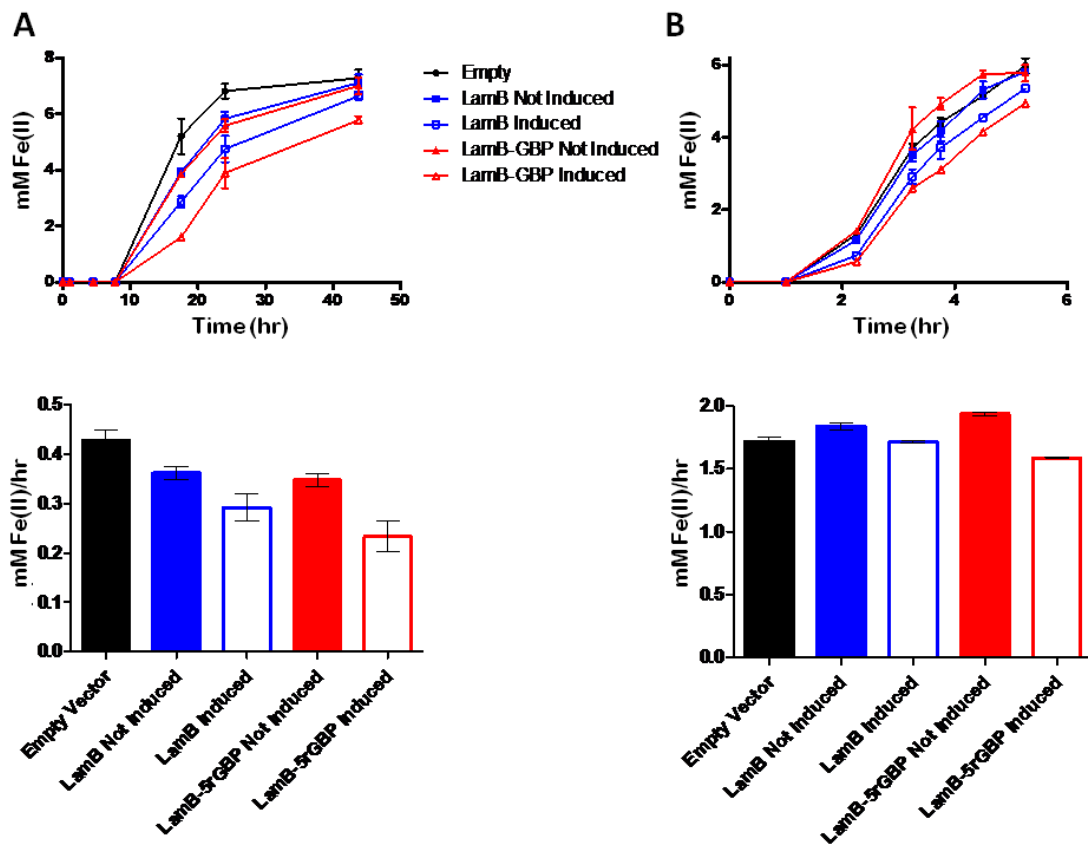 A
B
8
6
4
2
0
mM Fe(II)
0 10 20 30 40 50
Time (hr)
Empty
LamB Not Induced
LamB Induced
LamB-GBP Not Induced
LamB-GBP Induced
6
4
2
0
mM Fe(II)
0 2 4 6
Time (hr)
0.5
0.4
0.3
0.2
0.1
0.0
mM Fe(II)/hr
Empty Vector
LamB Not Induced
LamB Induced
LamB-5rGBP Not Induced
LamB-5rGBP Induced
2.0
1.5
1.0
0.5
0.0
mM Fe(II)/hr
Empty Vector
LamB Not Induced
LamB Induced
LamB-5rGBP Not Induced
LamB-5rGBP Induced